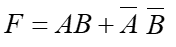 F = AB + A̅ B̅